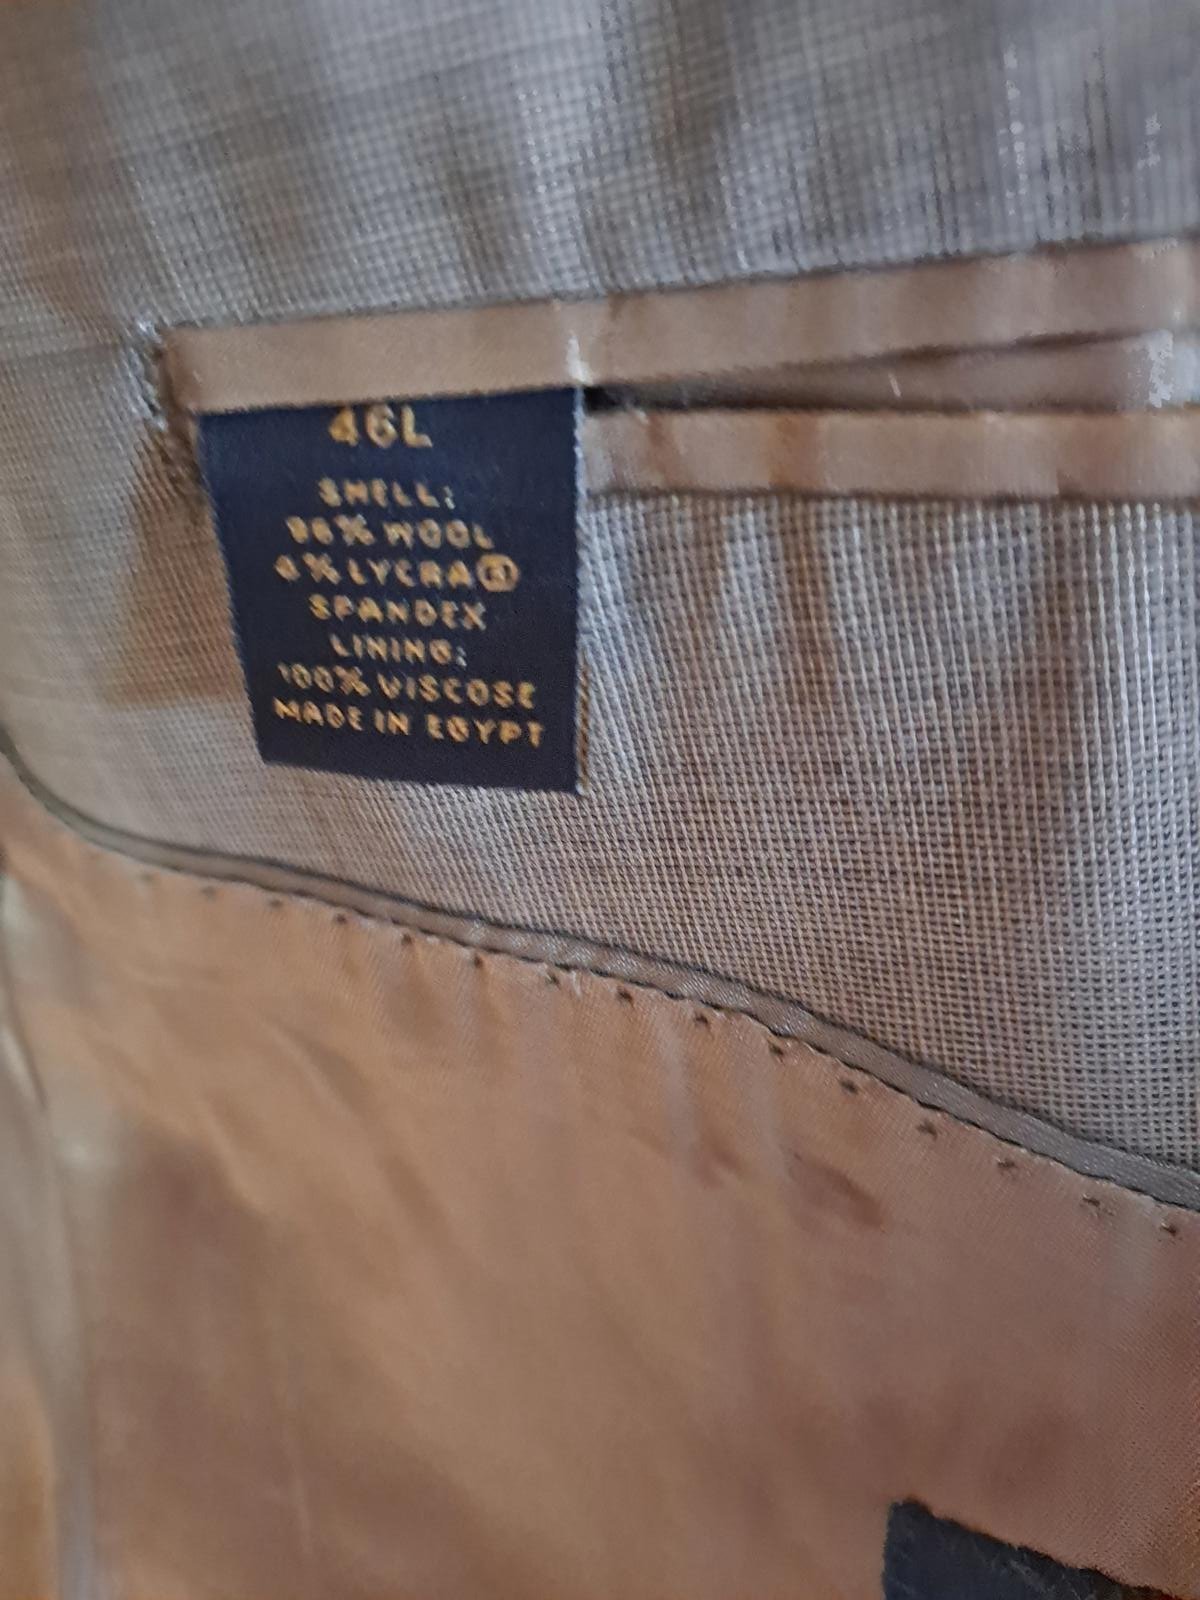 46L
SHELL:
96% WOOL
4% LYCRA®
SPANDEX
LINING:
100% VISCOSE
MADE IN EGYPT